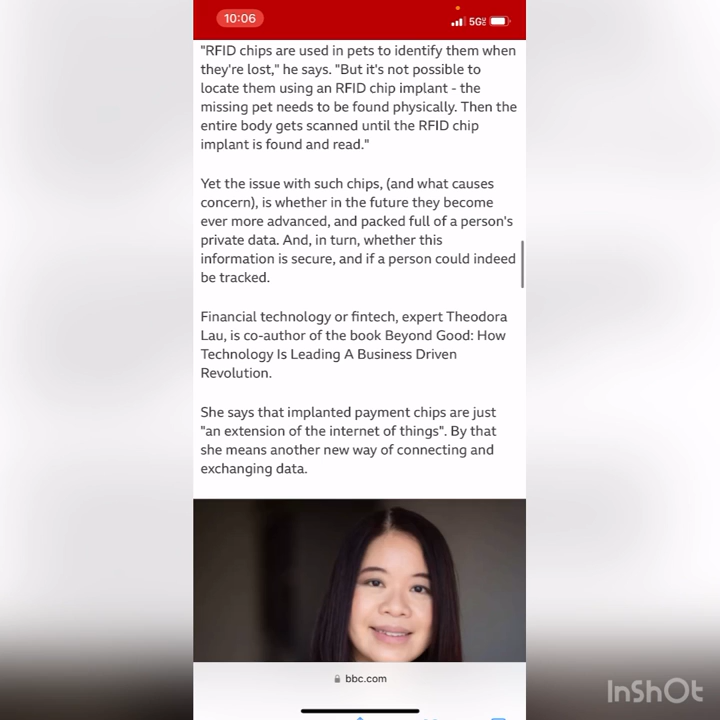 10:06
5G
"RFID chips are used in pets to identify them when
they're lost," he says. "But it's not possible to
locate them using an RFID chip implant - the
missing pet needs to be found physically. Then the
entire body gets scanned until the RFID chip
implant is found and read."
Yet the issue with such chips, (and what causes
concern), is whether in the future they become
ever more advanced, and packed full of a person's
private data. And, in turn, whether this
information is secure, and if a person could indeed
be tracked.
Financial technology or fintech, expert Theodora
Lau, is co-author of the book Beyond Good: How
Technology Is Leading A Business Driven
Revolution.
She says that implanted payment chips are just
"an extension of the internet of things". By that
she means another new way of connecting and
exchanging data.
bbc.com
InShOt